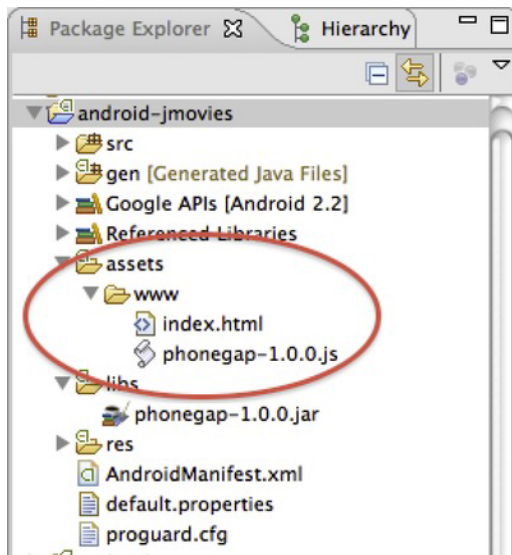 Package Explorer Hierarchy
android-jmovies
src
gen [Generated Java Files]
Google APIs [Android 2.2]
Referenced Libraries
assets
www
index.html
phonegap-1.0.0.js
libs
phonegap-1.0.0.jar
res
AndroidManifest.xml
default.properties
proguard.cfg